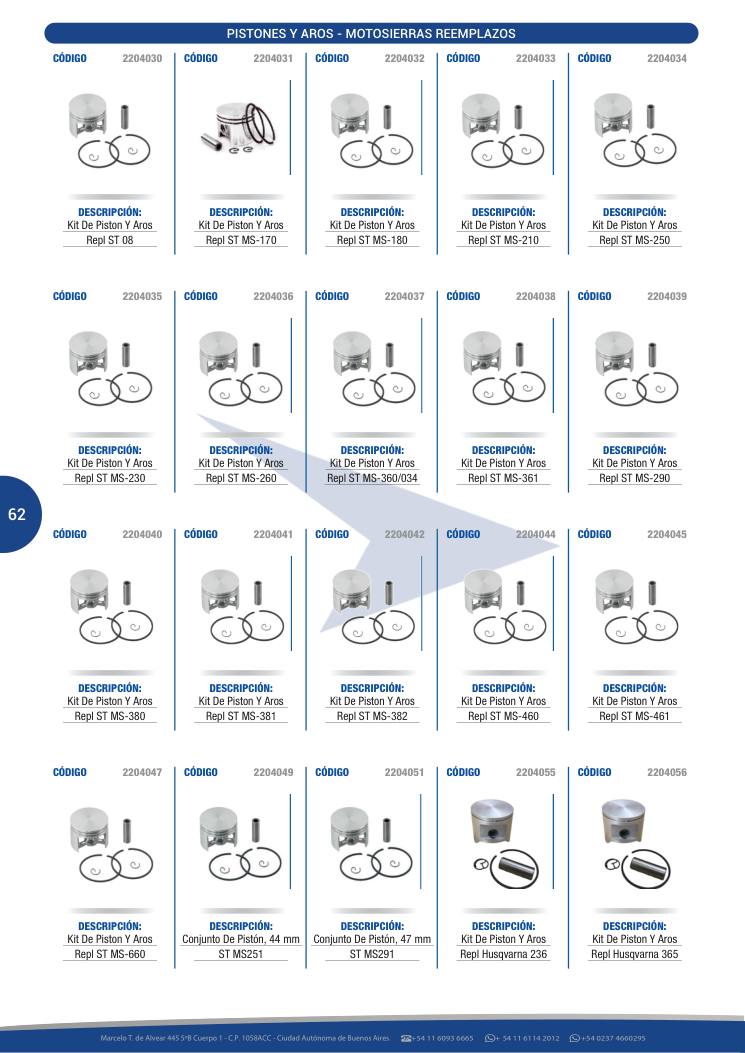 PISTONES Y AROS - MOTOSIERRAS REEMPLAZOS
CÓDIGO 2204030
DESCRIPCIÓN:
Kit De Piston Y Aros
Repl ST 08
CÓDIGO 2204031
DESCRIPCIÓN:
Kit De Piston Y Aros
Repl ST MS-170
CÓDIGO 2204032
DESCRIPCIÓN:
Kit De Piston Y Aros
Repl ST MS-180
CÓDIGO 2204033
DESCRIPCIÓN:
Kit De Piston Y Aros
Repl ST MS-210
CÓDIGO 2204034
DESCRIPCIÓN:
Kit De Piston Y Aros
Repl ST MS-250
CÓDIGO 2204035
DESCRIPCIÓN:
Kit De Piston Y Aros
Repl ST MS-230
CÓDIGO 2204036
DESCRIPCIÓN:
Kit De Piston Y Aros
Repl ST MS-260
CÓDIGO 2204037
DESCRIPCIÓN:
Kit De Piston Y Aros
Repl ST MS-360/034
CÓDIGO 2204038
DESCRIPCIÓN:
Kit De Piston Y Aros
Repl ST MS-361
CÓDIGO 2204039
DESCRIPCIÓN:
Kit De Piston Y Aros
Repl ST MS-290
62
CÓDIGO 2204040
DESCRIPCIÓN:
Kit De Piston Y Aros
Repl ST MS-380
CÓDIGO 2204041
DESCRIPCIÓN:
Kit De Piston Y Aros
Repl ST MS-381
CÓDIGO 2204042
DESCRIPCIÓN:
Kit De Piston Y Aros
Repl ST MS-382
CÓDIGO 2204044
DESCRIPCIÓN:
Kit De Piston Y Aros
Repl ST MS-460
CÓDIGO 2204045
DESCRIPCIÓN:
Kit De Piston Y Aros
Repl ST MS-461
CÓDIGO 2204047
DESCRIPCIÓN:
Kit De Piston Y Aros
Repl ST MS-660
CÓDIGO 2204049
DESCRIPCIÓN:
Conjunto De Pistón, 44 mm
ST MS251
CÓDIGO 2204051
DESCRIPCIÓN:
Conjunto De Pistón, 47 mm
ST MS291
CÓDIGO 2204055
DESCRIPCIÓN:
Kit De Piston Y Aros
Repl Husqvarna 236
CÓDIGO 2204056
DESCRIPCIÓN:
Kit De Piston Y Aros
Repl Husqvarna 365
Marcelo T. de Alvear 445 5ºB Cuerpo 1 - C.P. 1058ACC - Ciudad Autónoma de Buenos Aires. +54 11 6093 6665 + 54 11 6114 2012 +54 0237 4660295